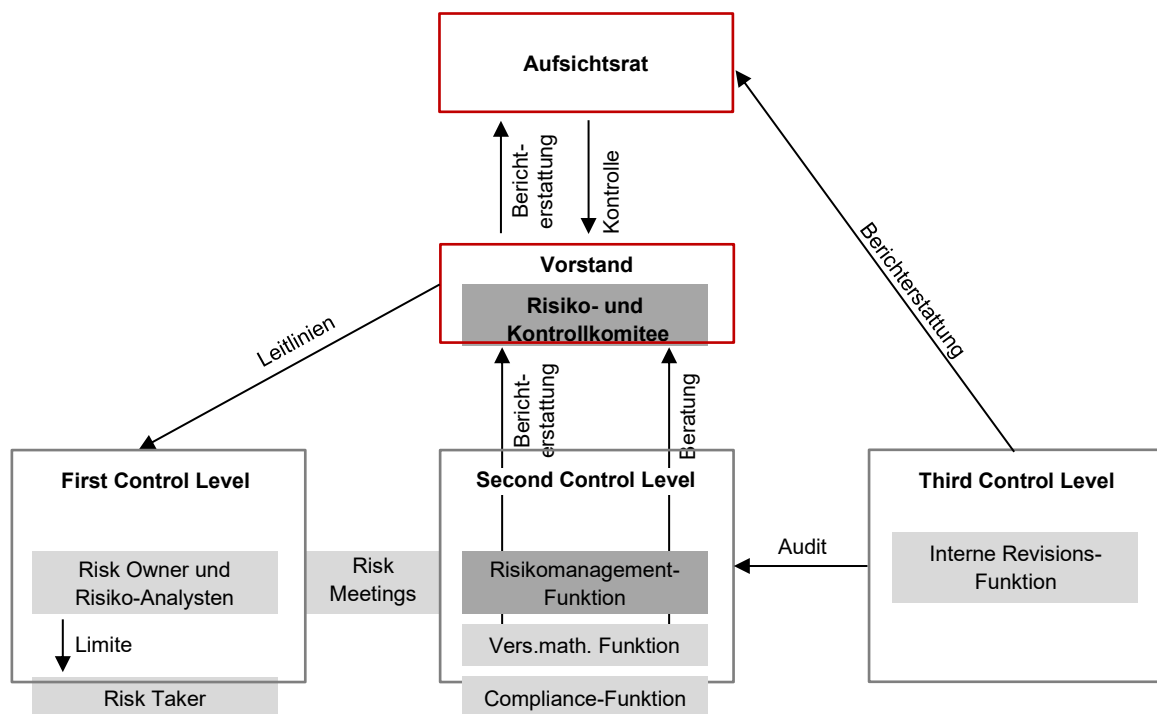 Aufsichtsrat
Bericht-
erstattung
Kontrolle
Berichterstattung
Vorstand
Risiko- und
Kontrollkomitee
Leitlinien
Bericht-
erstattung
Beratung
First Control Level
Risk Owner und
Risiko-Analysten
Limite
Risk Taker
Risk
Meetings
Second Control Level
Risikomanagement-
Funktion
Vers.math. Funktion
Compliance-Funktion
Audit
Third Control Level
Interne Revisions-
Funktion